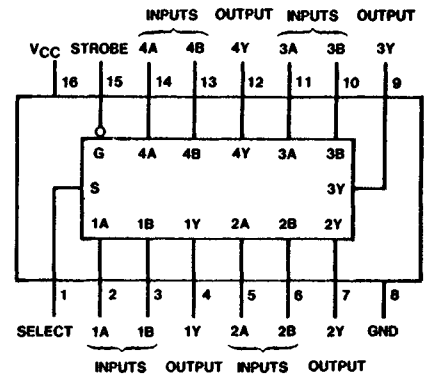 INPUTS OUTPUT INPUTS OUTPUT
VCC STROBE 4A 4B 4Y 3A 3B 3Y
16 15 14 13 12 11 10 9
G 4A 4B 4Y 3A 3B
S 3Y
1A 1B 1Y 2A 2B 2Y
1 2 3 4 5 6 7 8
SELECT 1A 1B 1Y 2A 2B 2Y GND
INPUTS OUTPUT INPUTS OUTPUT